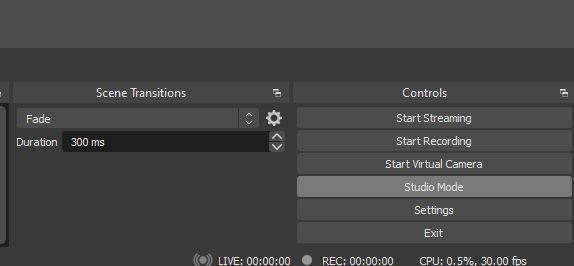 Scene Transitions
Controls
Fade
Start Streaming
Duration 300 ms
Start Recording
Start Virtual Camera
Studio Mode
Settings
Exit
LIVE: 00:00:00 REC: 00:00:00 CPU: 0.5%, 30.00 fps